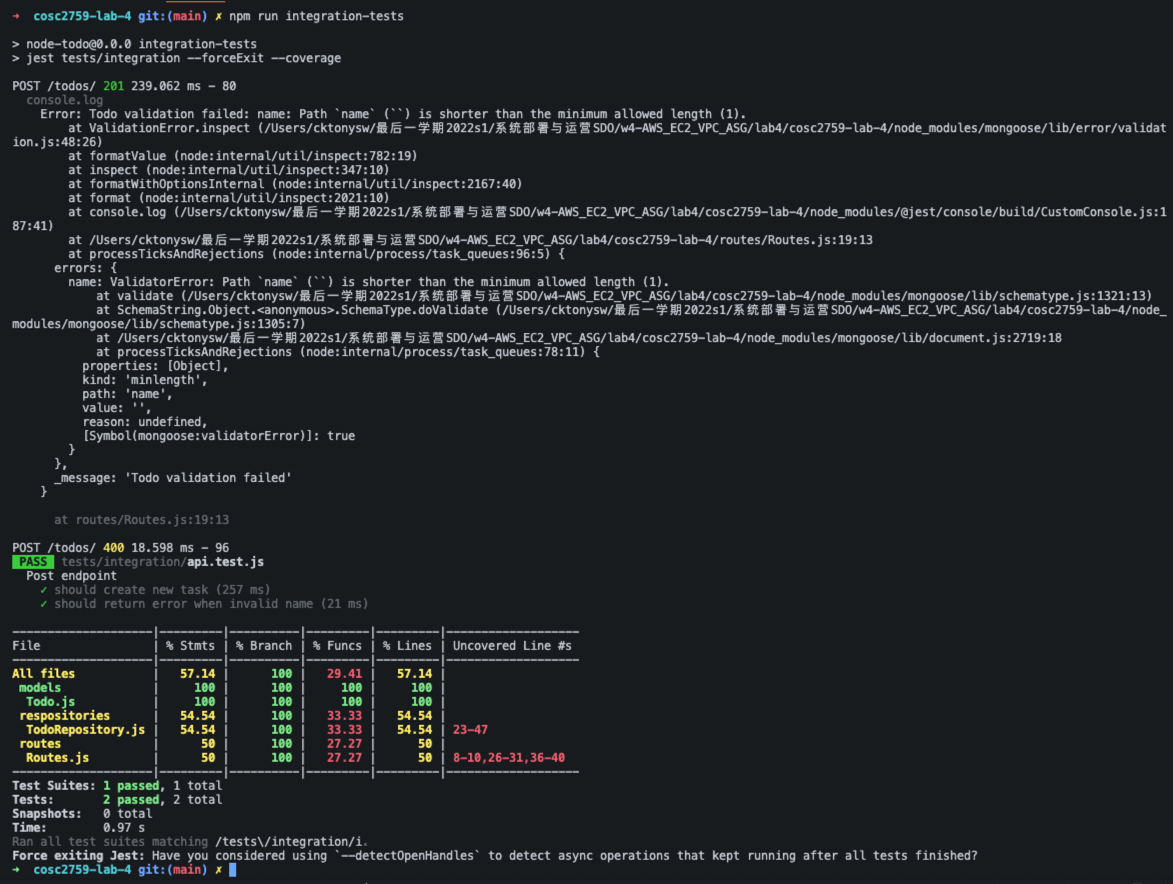 → cosc2759-lab-4 git:(main) ✗ npm run integration-tests
> node-todo@0.0.0 integration-tests
> jest tests/integration --forceExit --coverage
POST /todos/ 201 239.062 ms - 80
console.log
Error: Todo validation failed: name: Path `name` (``) is shorter than the minimum allowed length (1).
at ValidationError.inspect (/Users/cktonysw/最后一学期2022s1/系统部署与运营SDO/w4-AWS_EC2_VPC_ASG/lab4/cosc2759-lab-4/node_modules/mongoose/lib/error/validat
ion.js:48:26)
at formatValue (node:internal/util/inspect:782:19)
at inspect (node:internal/util/inspect:347:10)
at formatWithOptionsInternal (node:internal/util/inspect:2167:40)
at format (node:internal/util/inspect:2021:10)
at console.log (/Users/cktonysw/最后一学期2022s1/系统部署与运营SDO/w4-AWS_EC2_VPC_ASG/lab4/cosc2759-lab-4/node_modules/@jest/console/build/CustomConsole.js:1
87:41)
at /Users/cktonysw/最后一学期2022s1/系统部署与运营SDO/w4-AWS_EC2_VPC_ASG/lab4/cosc2759-lab-4/routes/Routes.js:19:13
at processTicksAndRejections (node:internal/process/task_queues:96:5) {
errors: {
name: ValidatorError: Path `name` (``) is shorter than the minimum allowed length (1).
at validate (/Users/cktonysw/最后一学期2022s1/系统部署与运营SDO/w4-AWS_EC2_VPC_ASG/lab4/cosc2759-lab-4/node_modules/mongoose/lib/schematype.js:1321:13)
at SchemaString.Object.<anonymous>.SchemaType.doValidate (/Users/cktonysw/最后一学期2022s1/系统部署与运营SDO/w4-AWS_EC2_VPC_ASG/lab4/cosc2759-lab-4/node_
modules/mongoose/lib/schematype.js:1305:7)
at /Users/cktonysw/最后一学期2022s1/系统部署与运营SDO/w4-AWS_EC2_VPC_ASG/lab4/cosc2759-lab-4/node_modules/mongoose/lib/document.js:2719:18
at processTicksAndRejections (node:internal/process/task_queues:78:11) {
properties: [Object],
kind: 'minlength',
path: 'name',
value: '',
reason: undefined,
[Symbol(mongoose:validatorError)]: true
}
},
_message: 'Todo validation failed'
}
at routes/Routes.js:19:13
POST /todos/ 400 18.598 ms - 96
PASS tests/integration/api.test.js
Post endpoint
✓ should create new task (257 ms)
✓ should return error when invalid name (21 ms)
File | % Stmts | % Branch | % Funcs | % Lines | Uncovered Line #s
All files | 57.14 | 100 | 29.41 | 57.14 |
models | 100 | 100 | 100 | 100 |
Todo.js | 100 | 100 | 100 | 100 |
respositories | 54.54 | 100 | 33.33 | 54.54 |
TodoRepository.js | 54.54 | 100 | 33.33 | 54.54 | 23-47
routes | 50 | 100 | 27.27 | 50 |
Routes.js | 50 | 100 | 27.27 | 50 | 8-10,26-31,36-40
Test Suites: 1 passed, 1 total
Tests: 2 passed, 2 total
Snapshots: 0 total
Time: 0.97 s
Ran all test suites matching /tests\/integration/i.
Force exiting Jest: Have you considered using `--detectOpenHandles` to detect async operations that kept running after all tests finished?
→ cosc2759-lab-4 git:(main) ✗